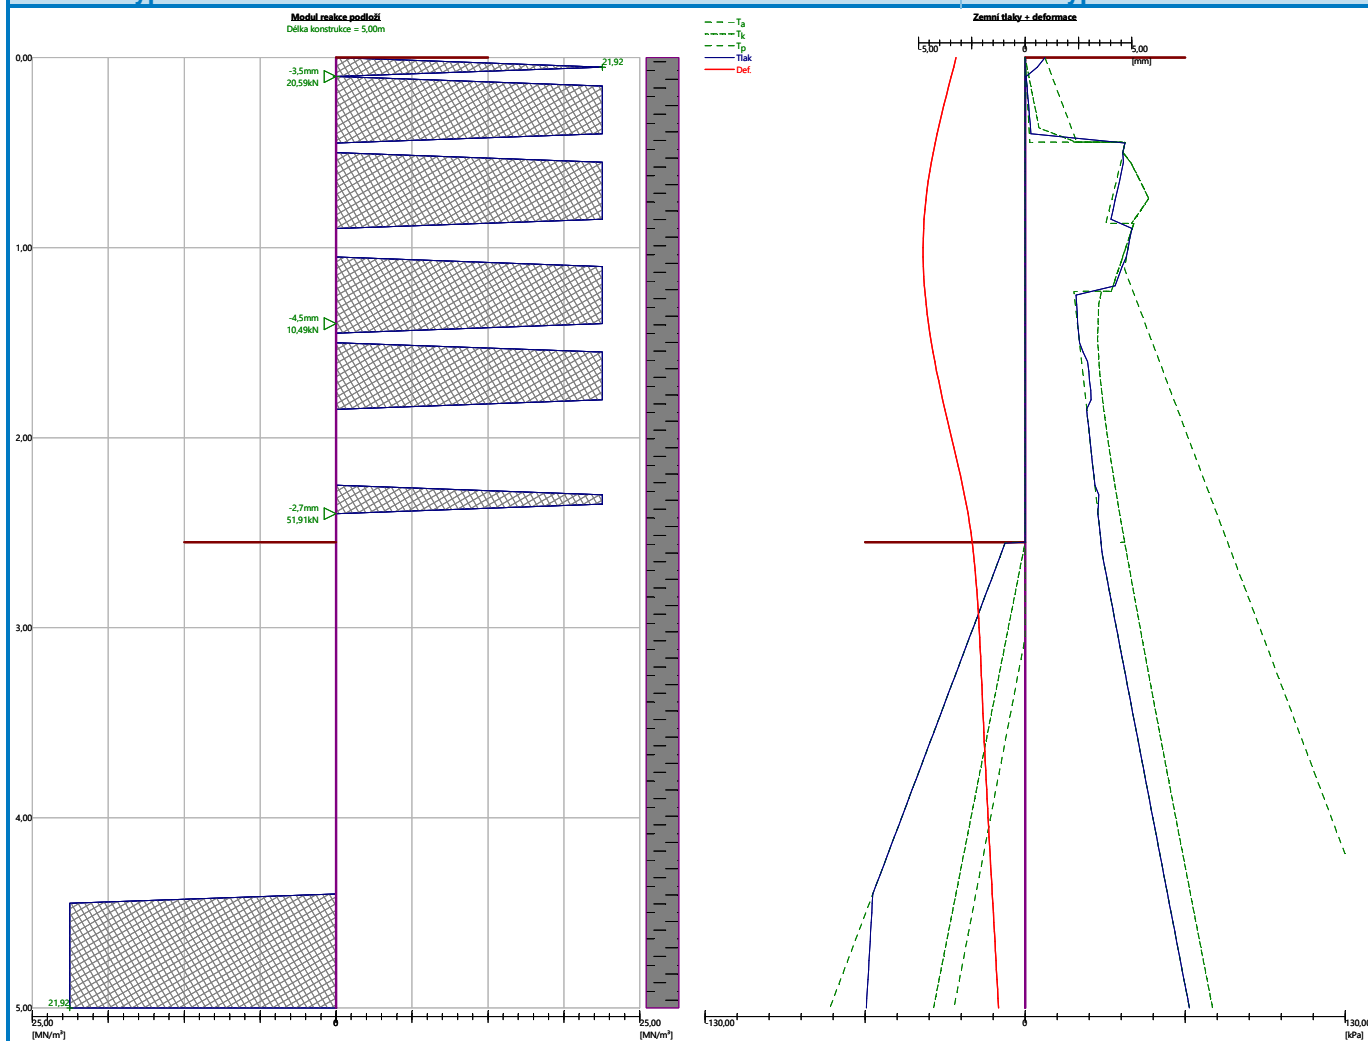 Modul reakce podloží
Délka konstrukce = 5,00m
0,00
1,00
2,00
3,00
4,00
5,00
-3,5mm
20,59kN
21,92
-4,5mm
10,49kN
-2,7mm
51,91kN
21,92
25,00
0
25,00
[MN/m³]
[MN/m³]
Ta
Tk
Tp
Tlak
Def.
Zemní tlaky + deformace
-5,00
0
5,00
[mm]
-130,00
0
130,00
[kPa]